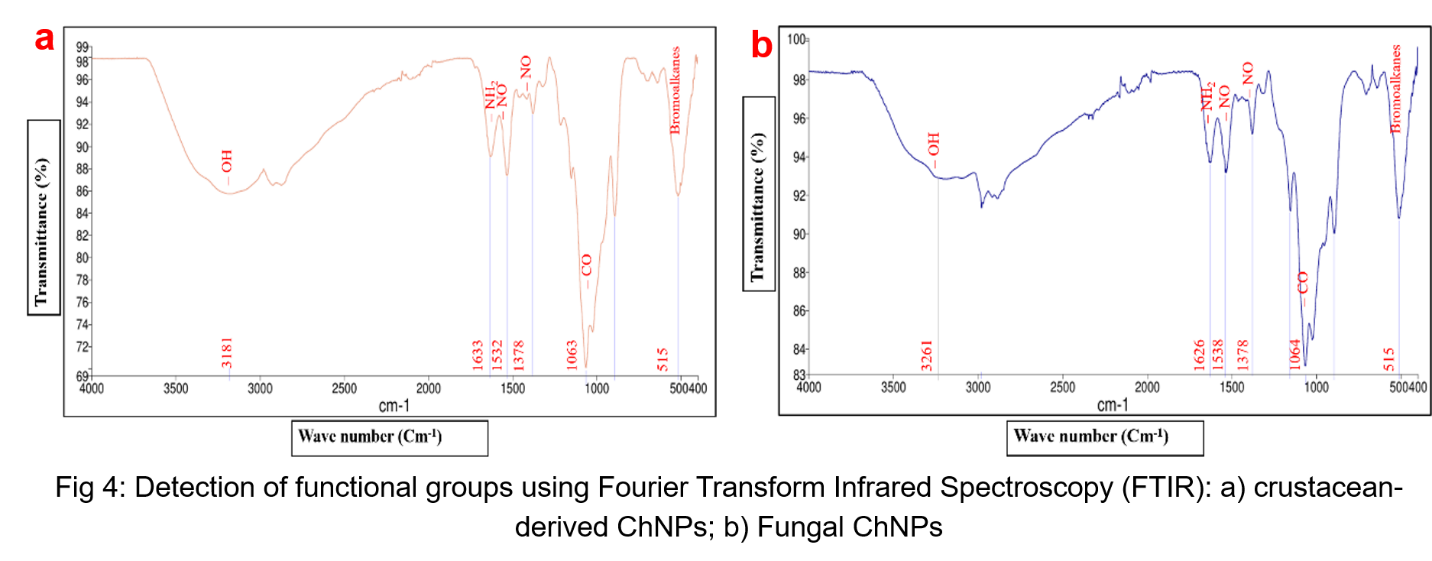 a
99
98
96
94
92
90
88
86
84
82
80
78
76
74
72
69
Transmittance (%)
OH
NH2
NO
NO
CO
Bromoalkanes
3181
1633
1532
1378
1063
515
4000
3500
3000
2500
2000
1500
1000
500400
cm-1
Wave number (Cm-1)
b
100
98
96
94
92
90
88
86
84
83
Transmittance (%)
OH
NH2
NO
NO
CO
Bromoalkanes
3261
1626
1538
1378
1064
515
4000
3500
3000
2500
2000
1500
1000
500400
cm-1
Wave number (Cm-1)
Fig 4: Detection of functional groups using Fourier Transform Infrared Spectroscopy (FTIR): a) crustacean-
derived ChNPs; b) Fungal ChNPs